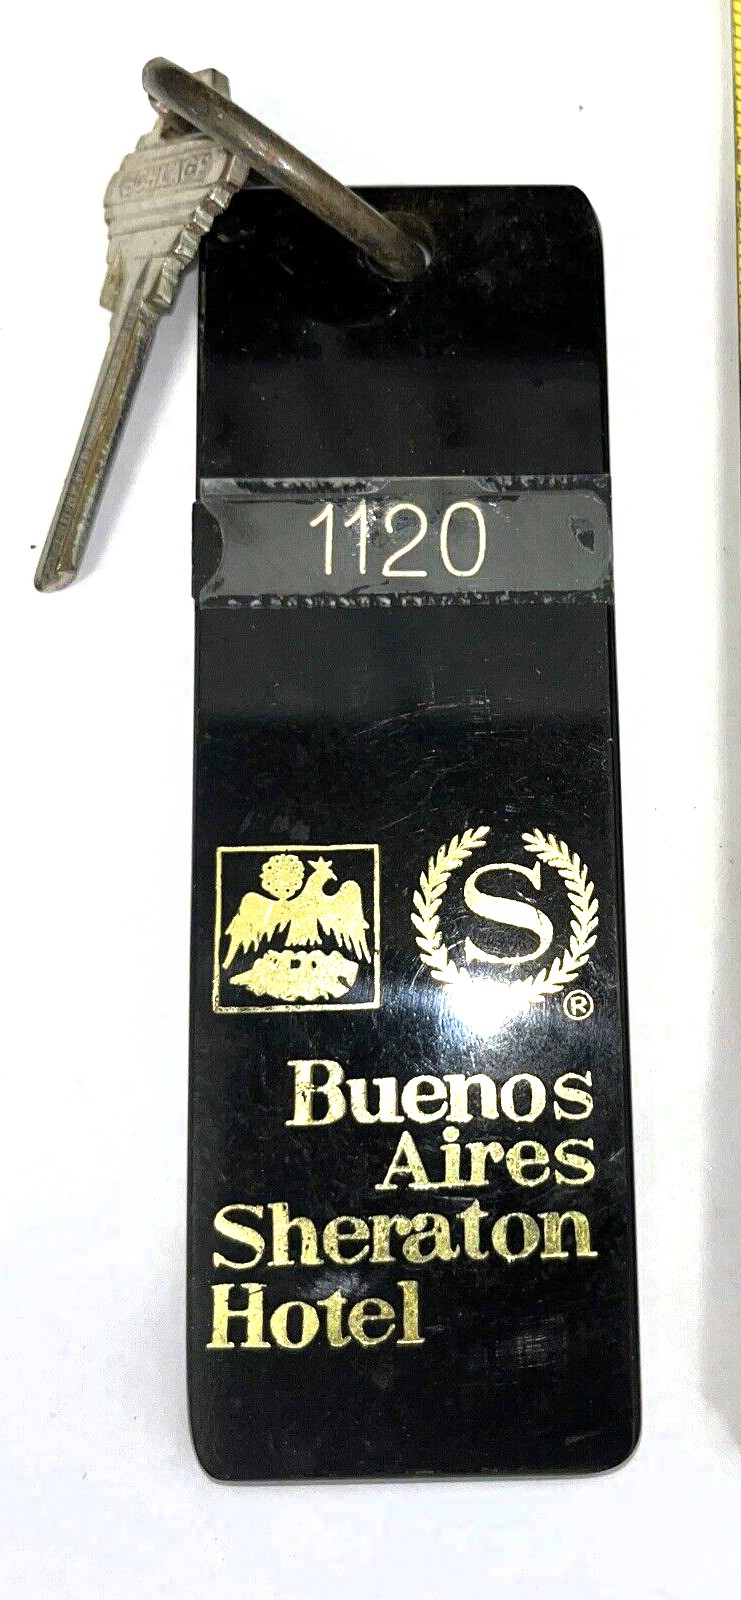 1120
S
®
Buenos
Aires
Sheraton
Hotel